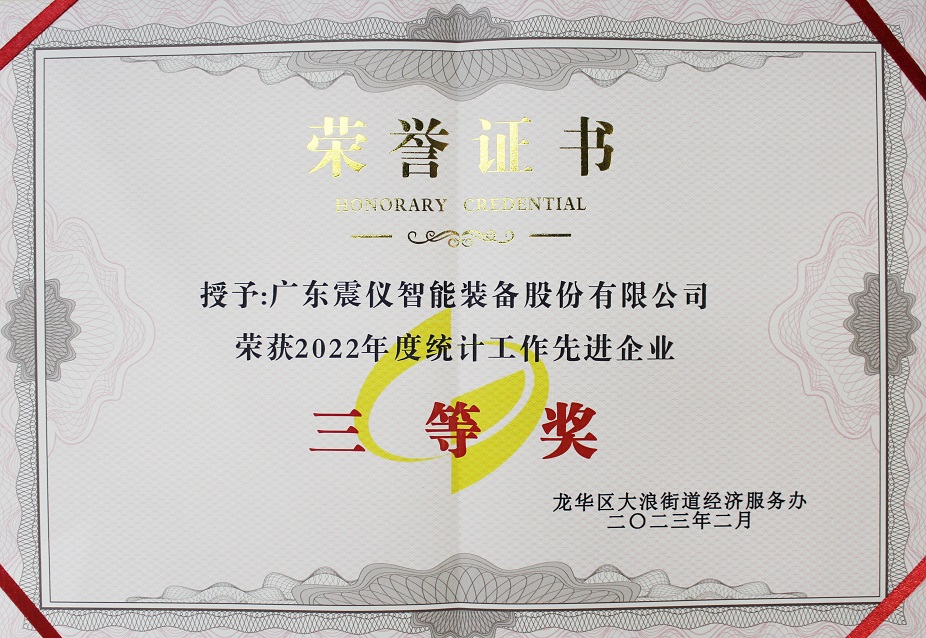 荣誉证书
HONORARY CREDENTIAL
授予:广东震仪智能装备股份有限公司
荣获2022年度统计工作先进企业
三等奖
龙华区大浪街道经济服务办
二〇二三年二月